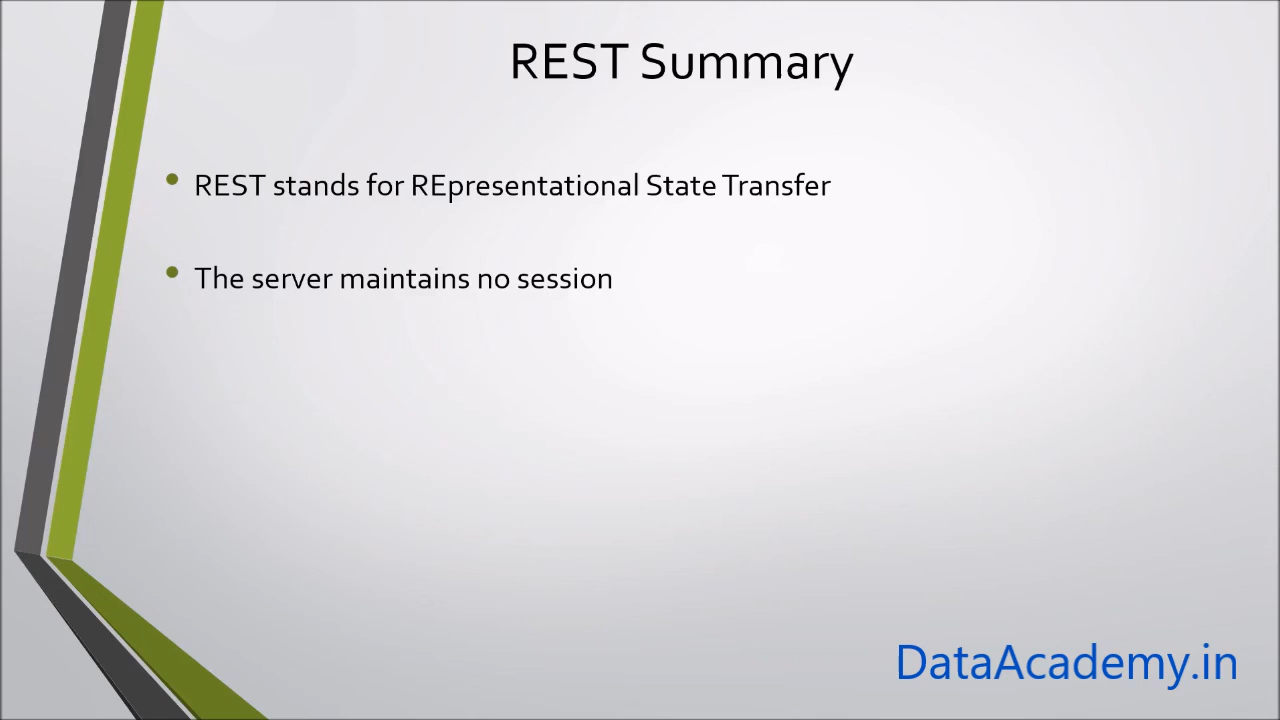 REST Summary
REST stands for REpresentational State Transfer
The server maintains no session
DataAcademy.in